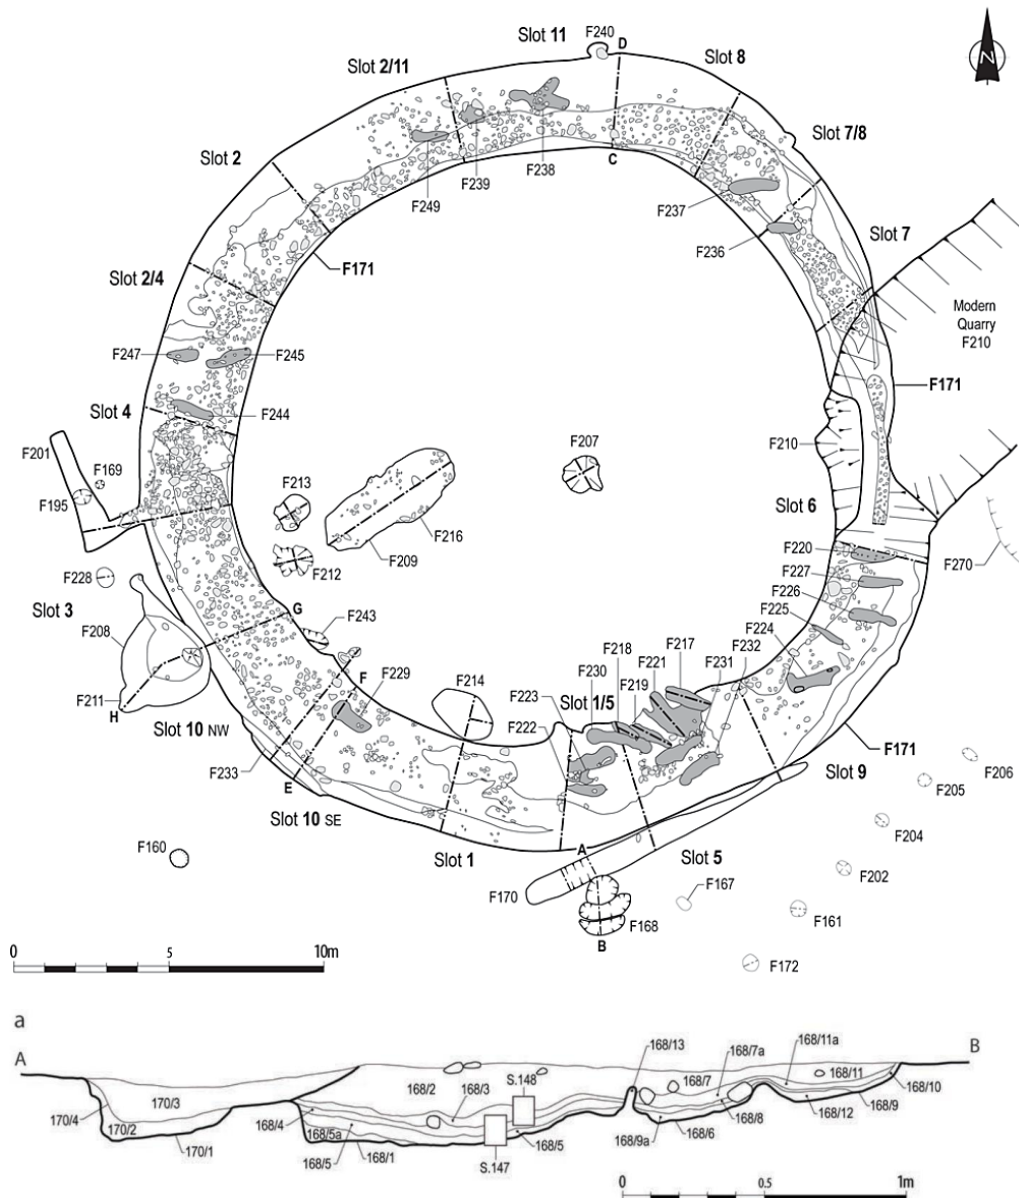 Slot 11
F240
D
Slot 8
N
Slot 2/11
Slot 7/8
Slot 2
F239
F238
C
F249
F237
F236
Slot 7
F171
Slot 2/4
Modern
Quarry
F210
F247
F245
F171
Slot 4
F244
F201
F169
F210
F207
F213
F195
Slot 6
F216
F220
F212
F209
F270
F227
F228
F226
Slot 3
G
F225
F243
F208
F224
F232
F218
F221
F217
F231
F
F229
F214
F230
F219
F223
Slot 1/5
F211
H
F222
Slot 10 NW
F171
F206
F233
Slot 9
F205
E
Slot 10 SE
F204
F160
Slot 1
A
Slot 5
F202
F170
F167
F161
F168
B
0
5
10m
F172
a
A
168/13
168/7a
168/11a
B
168/2
168/3
S.148
168/7
168/11
168/10
170/4
170/3
170/2
168/4
168/5a
168/5
168/8
168/12
168/9
170/1
168/5
168/1
S.147
168/9a
168/6
0
0.5
1m